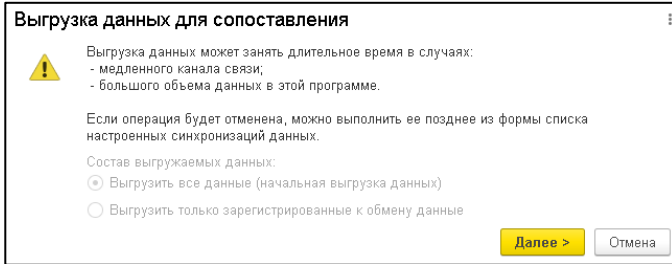 Выгрузка данных для сопоставления
Выгрузка данных может занять длительное время в случаях:
- медленного канала связи;
- большого объема данных в этой программе.
Если операция будет отменена, можно выполнить ее позднее из формы списка
настроенных синхронизаций данных.
Состав выгружаемых данных:
Выгрузить все данные (начальная выгрузка данных)
Выгрузить только зарегистрированные к обмену данные
Далее > Отмена